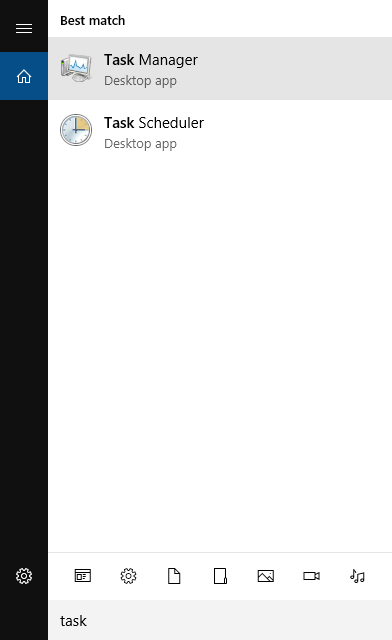 Best match
Task Manager
Desktop app
Task Scheduler
Desktop app
task